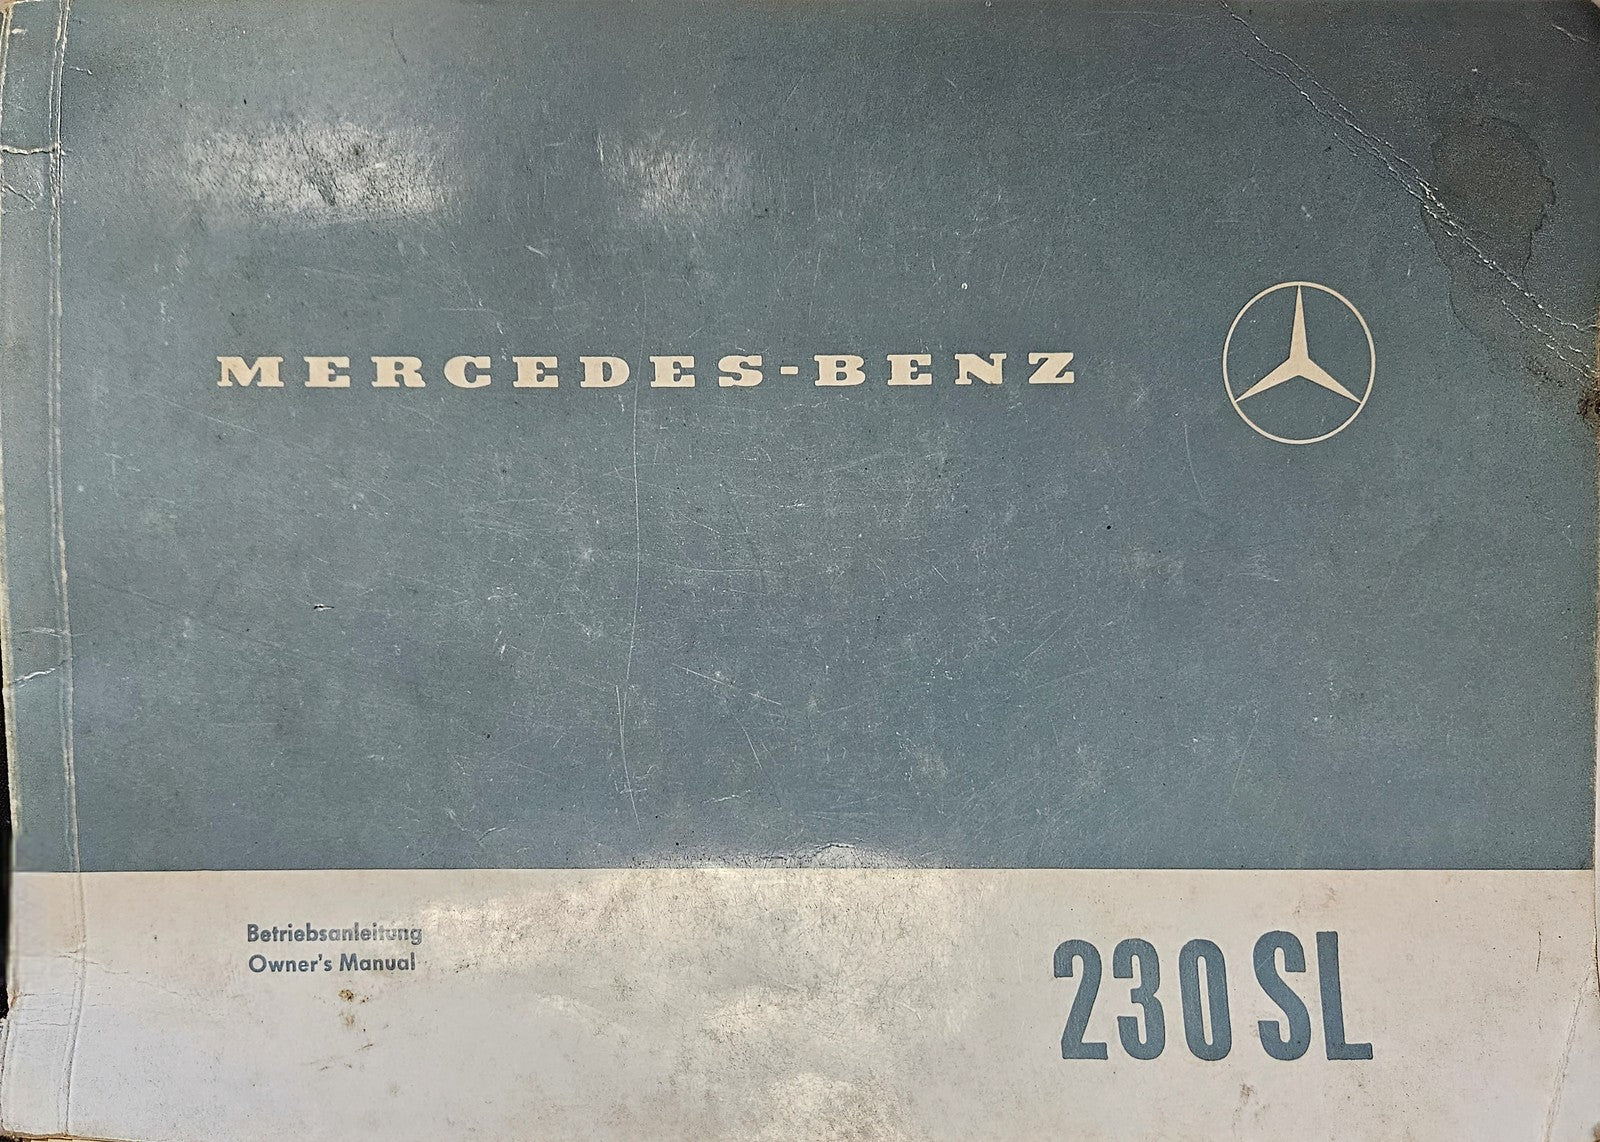 MERCEDES-BENZ
Betriebsanleitung
Owner's Manual
230 SL